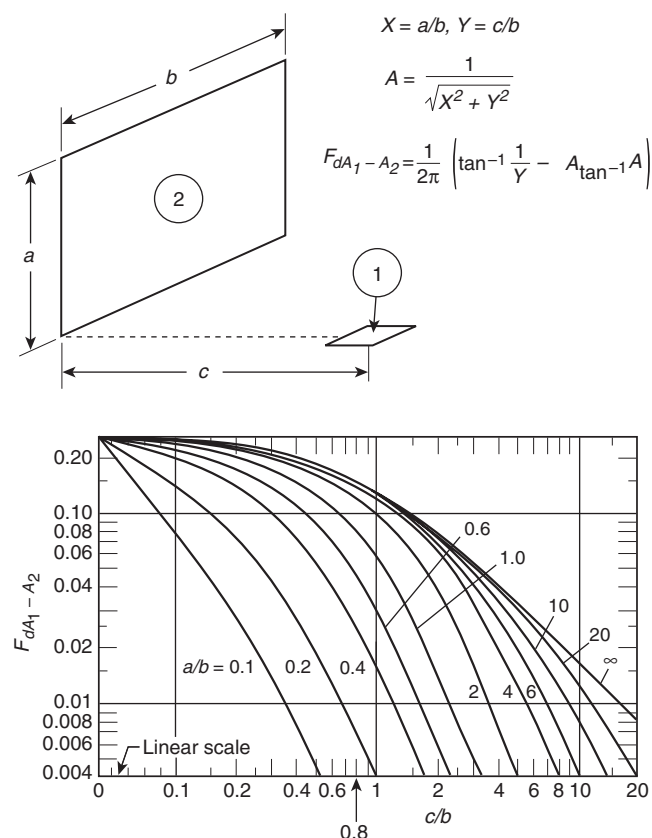 X = a/b, Y = c/b
A = 1 / √X² + Y²
F_dA₁ – A₂ = 1/2π (tan⁻¹ 1/Y – A tan⁻¹ A)
b
2
a
1
c
F_dA₁ – A₂
0.20
0.10
0.08
0.06
0.04
0.02
0.01
0.008
0.006
0.004
a/b = 0.1
0.2
0.4
0.6
1.0
2
4
6
10
20
∞
Linear scale
0 0.1 0.2 0.4 0.6 1 2 4 6 8 10 20
0.8
c/b